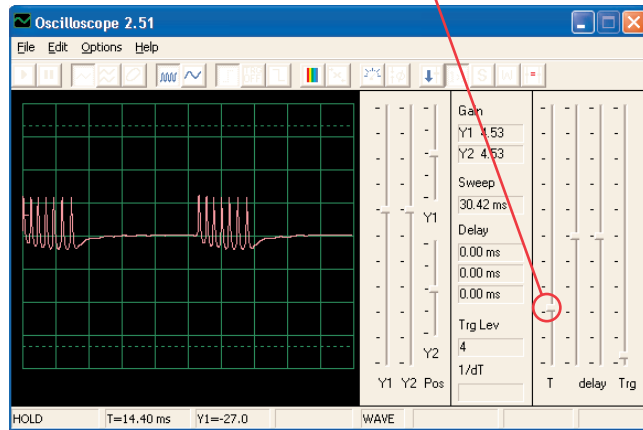 Oscilloscope 2.51
File Edit Options Help
Gain
Y1 4.53
Y2 4.53
Sweep
30.42 ms
Delay
0.00 ms
0.00 ms
0.00 ms
Trg Lev
4
1/dT
Y1
Y2
Y1 Y2 Pos
T delay Trg
HOLD T=14.40 ms Y1=-27.0 WAVE